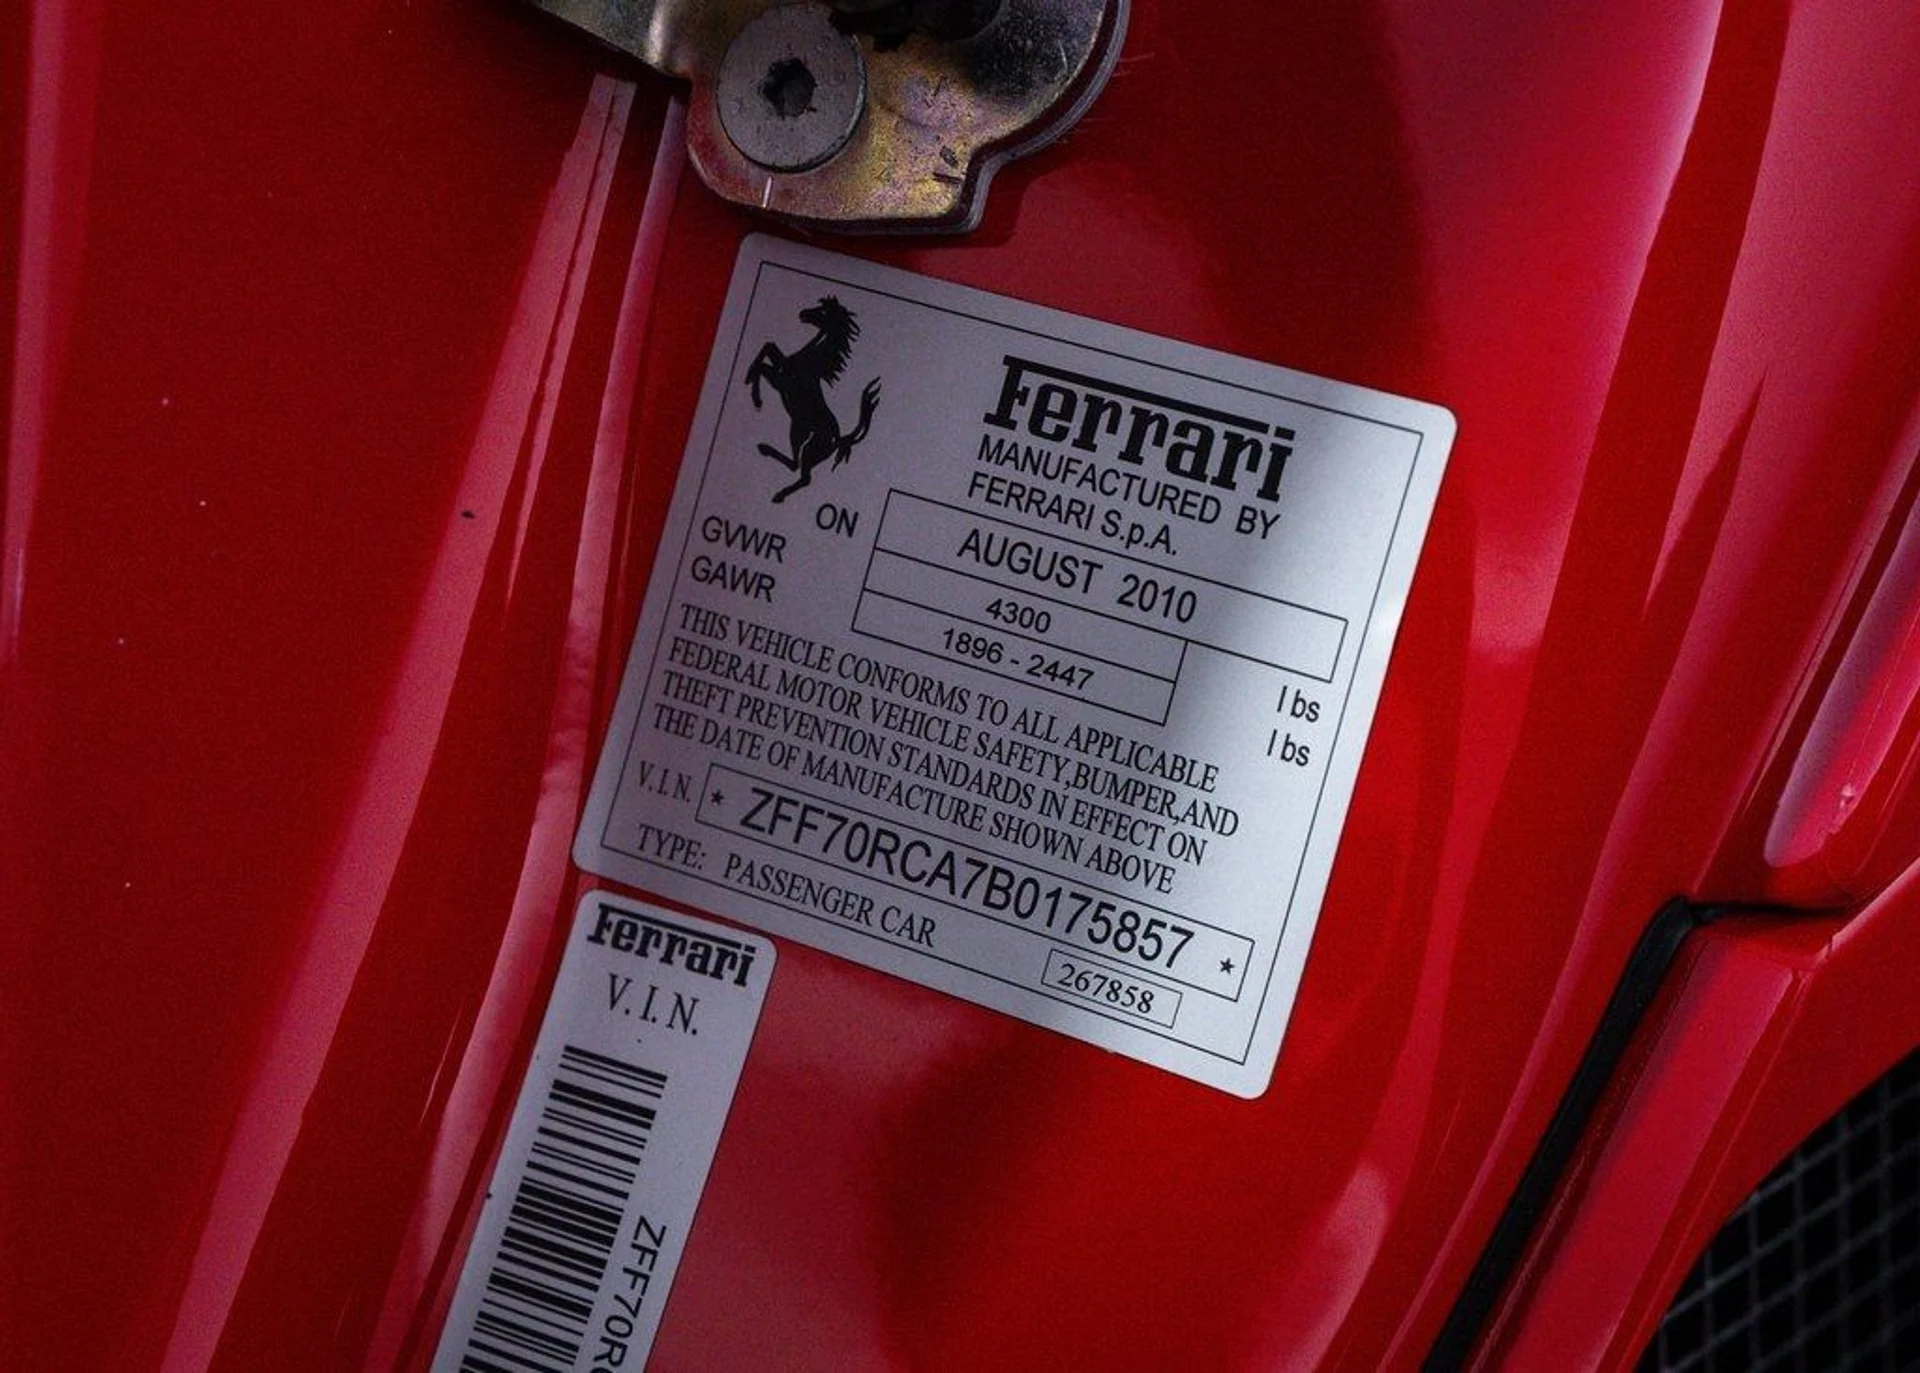 Ferrari
MANUFACTURED BY
FERRARI S.p.A.
ON AUGUST 2010
GVWR 4300 lbs
GAWR 1896 - 2447 lbs
THIS VEHICLE CONFORMS TO ALL APPLICABLE
FEDERAL MOTOR VEHICLE SAFETY,BUMPER,AND
THEFT PREVENTION STANDARDS IN EFFECT ON
THE DATE OF MANUFACTURE SHOWN ABOVE
V.I.N. * ZFF70RCA7B0175857 *
TYPE: PASSENGER CAR
267858
Ferrari
V.I.N.
ZFF70R